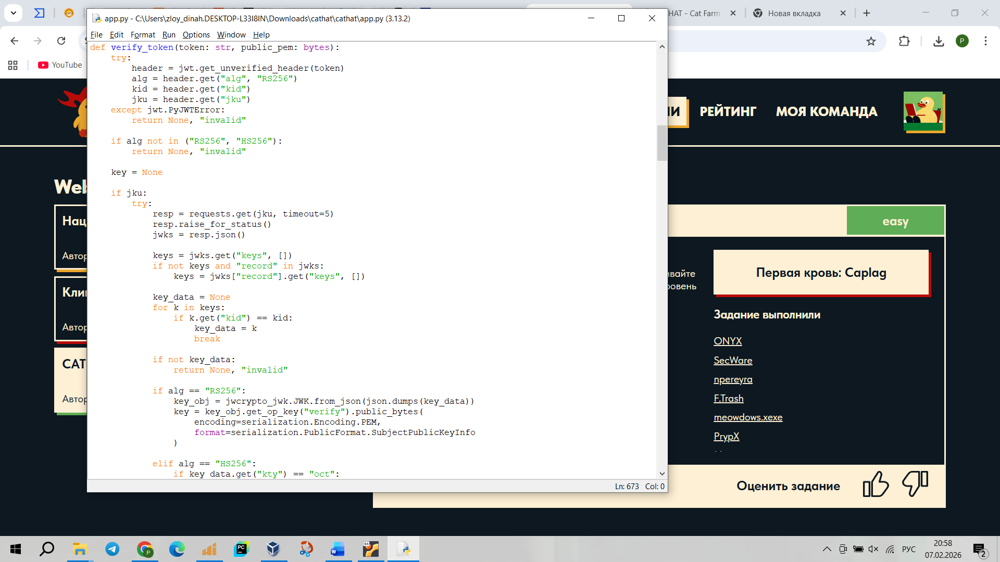 app.py - C:\Users\zloy_dinah.DESKTOP-L33I8IN\Downloads\cathat\cathat\app.py (3.13.2)
HAT - Cat Farm
Новая вкладка
File Edit Format Run Options Window Help
P
YouTube
def verify_token(token: str, public_pem: bytes):
    try:
        header = jwt.get_unverified_header(token)
        alg = header.get("alg", "RS256")
        kid = header.get("kid")
        jku = header.get("jku")
    except jwt.PyJWTError:
        return None, "invalid"
    if alg not in ("RS256", "HS256"):
        return None, "invalid"
    key = None
    if jku:
        try:
            resp = requests.get(jku, timeout=5)
            resp.raise_for_status()
            jwks = resp.json()
            keys = jwks.get("keys", [])
            if not keys and "record" in jwks:
                keys = jwks["record"].get("keys", [])
            key_data = None
            for k in keys:
                if k.get("kid") == kid:
                    key_data = k
                    break
            if not key_data:
                return None, "invalid"
            if alg == "RS256":
                key_obj = jwcrypto_jwk.JWK.from_json(json.dumps(key_data))
                key = key_obj.get_op_key("verify").public_bytes(
                    encoding=serialization.Encoding.PEM,
                    format=serialization.PublicFormat.SubjectPublicKeyInfo
                )
            elif alg == "HS256":
                if key_data.get("kty") == "oct":
Ln: 673 Col: 0
ИИ
РЕЙТИНГ
МОЯ КОМАНДА
Web
Нац
Автор
Кли
Автор
CAT
Автор
easy
ивайте
ровень
Первая кровь: Caplag
Задание выполнили
ONYX
SecWare
npereyra
F.Trash
meowdows.xexe
PrypX
Оценить задание
РУС
20:58
07.02.2026
2